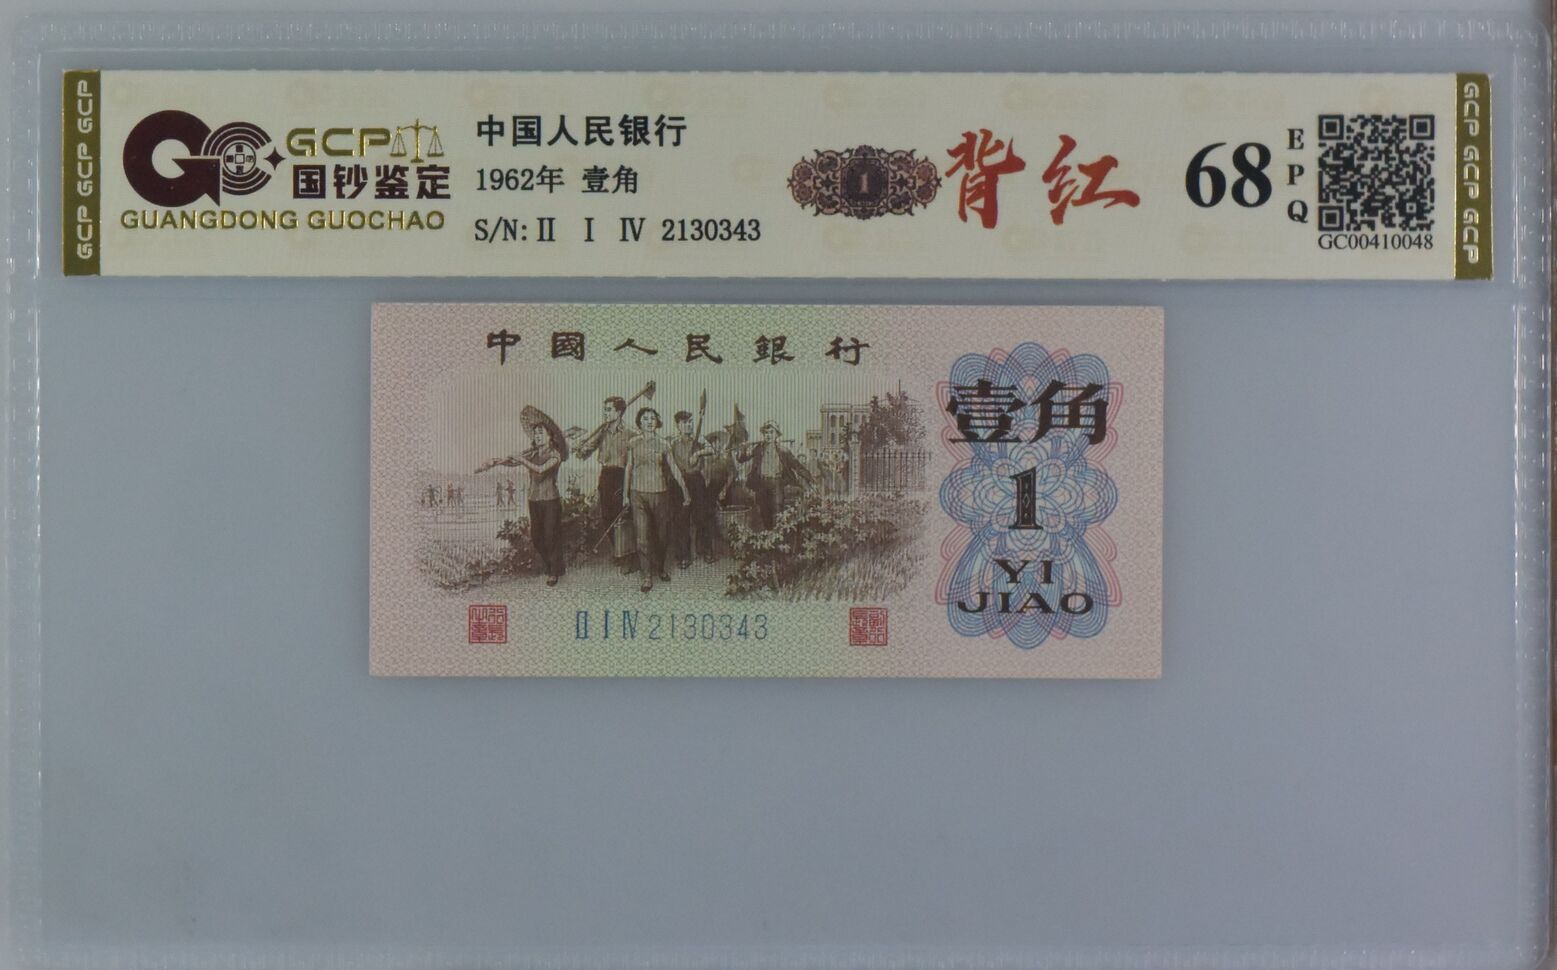 GCP GCP GCP
GCP
国钞鉴定
GUANGDONG GUOCHAO
中国人民银行
1962年 壹角
S/N: II I IV 2130343
1
背红
68
EPQ
GC00410048
GCP GCP GCP
中國人民銀行
壹角
1
YI
JIAO
II I IV 2130343